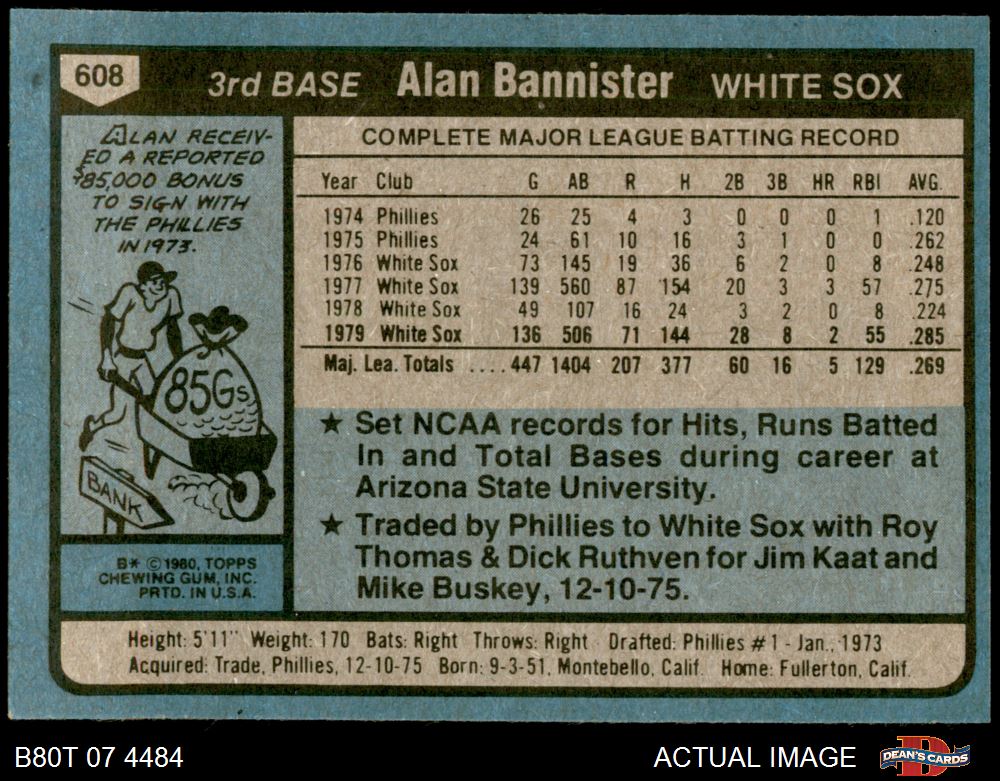 608
3rd BASE Alan Bannister WHITE SOX
ALAN RECEIV-
ED A REPORTED
$85,000 BONUS
TO SIGN WITH
THE PHILLIES
IN 1973.
85Gs
BANK
B* ©1980, TOPPS
CHEWING GUM, INC.
PRTD. IN U.S.A.
COMPLETE MAJOR LEAGUE BATTING RECORD
Year Club G AB R H 2B 3B HR RBI AVG.
1974 Phillies 26 25 4 3 0 0 0 1 .120
1975 Phillies 24 61 10 16 3 1 0 0 .262
1976 White Sox 73 145 19 36 6 2 0 8 .248
1977 White Sox 139 560 87 154 20 3 3 57 .275
1978 White Sox 49 107 16 24 3 2 0 8 .224
1979 White Sox 136 506 71 144 28 8 2 55 .285
Maj. Lea. Totals .... 447 1404 207 377 60 16 5 129 .269
★ Set NCAA records for Hits, Runs Batted
In and Total Bases during career at
Arizona State University.
★ Traded by Phillies to White Sox with Roy
Thomas & Dick Ruthven for Jim Kaat and
Mike Buskey, 12-10-75.
Height: 5'11" Weight: 170 Bats: Right Throws: Right Drafted: Phillies #1 - Jan., 1973
Acquired: Trade, Phillies, 12-10-75 Born: 9-3-51, Montebello, Calif. Home: Fullerton, Calif.
B80T 07 4484
ACTUAL IMAGE
DEAN'S CARDS